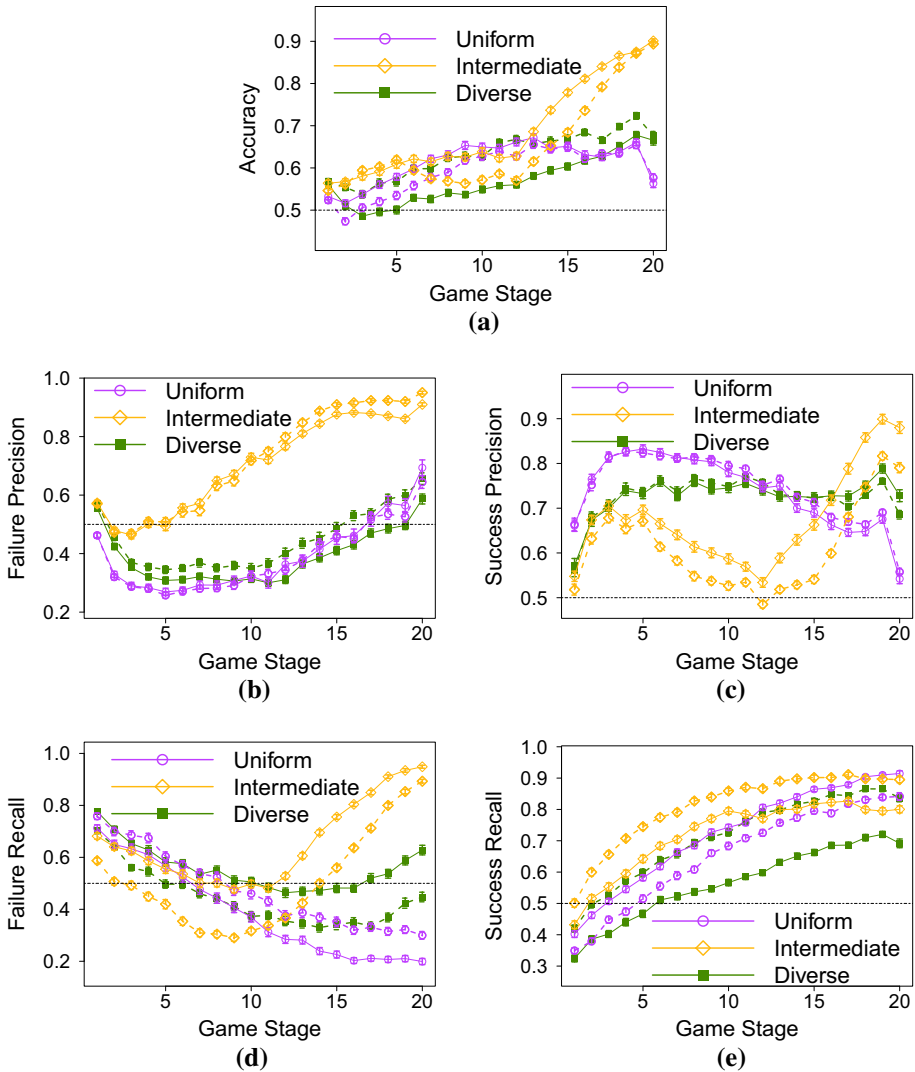 Accuracy
0.9
0.8
0.7
0.6
0.5
Uniform
Intermediate
Diverse
5 10 15 20
Game Stage
(a)
Failure Precision
1.0
0.8
0.6
0.4
0.2
Uniform
Intermediate
Diverse
5 10 15 20
Game Stage
(b)
Success Precision
0.9
0.8
0.7
0.6
0.5
Uniform
Intermediate
Diverse
5 10 15 20
Game Stage
(c)
Failure Recall
1.0
0.8
0.6
0.4
0.2
Uniform
Intermediate
Diverse
5 10 15 20
Game Stage
(d)
Success Recall
1.0
0.9
0.8
0.7
0.6
0.5
0.4
0.3
Uniform
Intermediate
Diverse
5 10 15 20
Game Stage
(e)